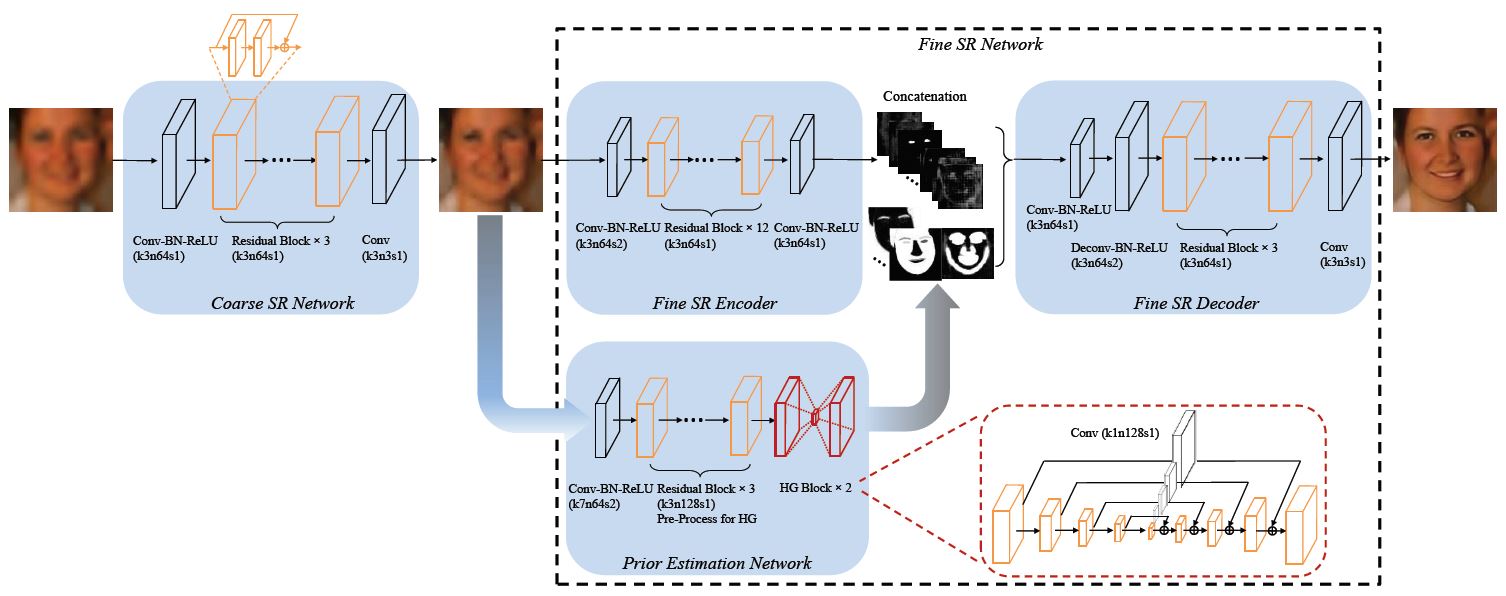 Fine SR Network
Concatenation
Conv-BN-ReLU
(k3n64s1)
Residual Block × 3
(k3n64s1)
Conv
(k3n3s1)
Coarse SR Network
Conv-BN-ReLU
(k3n64s2)
Residual Block × 12
(k3n64s1)
Conv-BN-ReLU
(k3n64s1)
Fine SR Encoder
Conv-BN-ReLU
(k3n64s1)
Deconv-BN-ReLU
(k3n64s2)
Residual Block × 3
(k3n64s1)
Conv
(k3n3s1)
Fine SR Decoder
Conv-BN-ReLU
(k7n64s2)
Residual Block × 3
(k3n128s1)
Pre-Process for HG
HG Block × 2
Prior Estimation Network
Conv (k1n128s1)